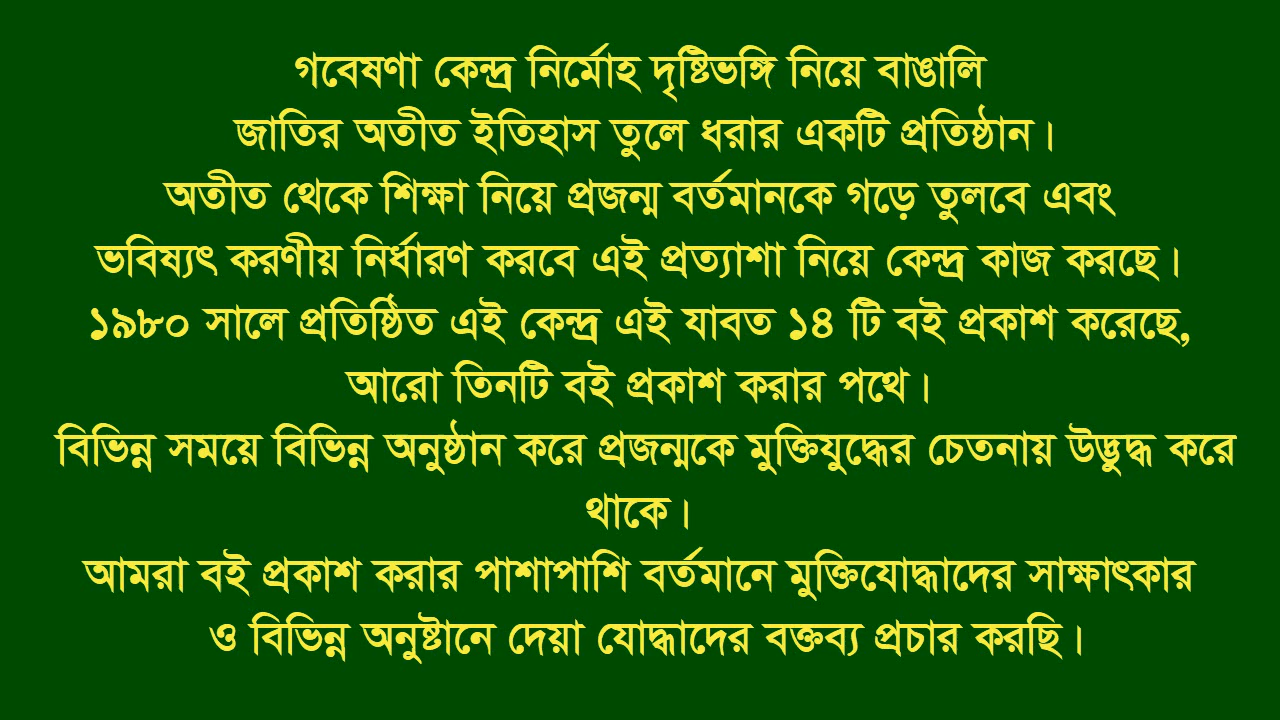 গবেষণা কেন্দ্র নির্মোহ দৃষ্টিভঙ্গি নিয়ে বাঙালি
জাতির অতীত ইতিহাস তুলে ধরার একটি প্রতিষ্ঠান।
অতীত থেকে শিক্ষা নিয়ে প্রজন্ম বর্তমানকে গড়ে তুলবে এবং
ভবিষ্যৎ করণীয় নির্ধারণ করবে এই প্রত্যাশা নিয়ে কেন্দ্র কাজ করছে।
১৯৮০ সালে প্রতিষ্ঠিত এই কেন্দ্র এই যাবত ১৪ টি বই প্রকাশ করেছে,
আরো তিনটি বই প্রকাশ করার পথে।
বিভিন্ন সময়ে বিভিন্ন অনুষ্ঠান করে প্রজন্মকে মুক্তিযুদ্ধের চেতনায় উদ্ভুদ্ধ করে
থাকে।
আমরা বই প্রকাশ করার পাশাপাশি বর্তমানে মুক্তিযোদ্ধাদের সাক্ষাৎকার
ও বিভিন্ন অনুষ্টানে দেয়া যোদ্ধাদের বক্তব্য প্রচার করছি।